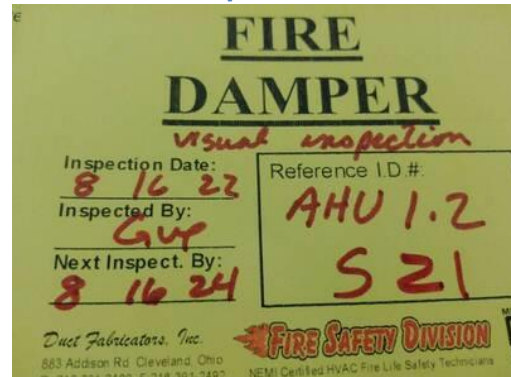 FIRE
DAMPER
visual inspection
Inspection Date:
8 16 22
Inspected By:
Next Inspect. By:
8 16 24
Reference I.D.#:
AHU 1.2
S 21
Duct Fabricators, Inc.
883 Addison Rd. Cleveland, Ohio
FIRE SAFETY DIVISION
NEMI Certified HVAC Fire Life Safety Technicians